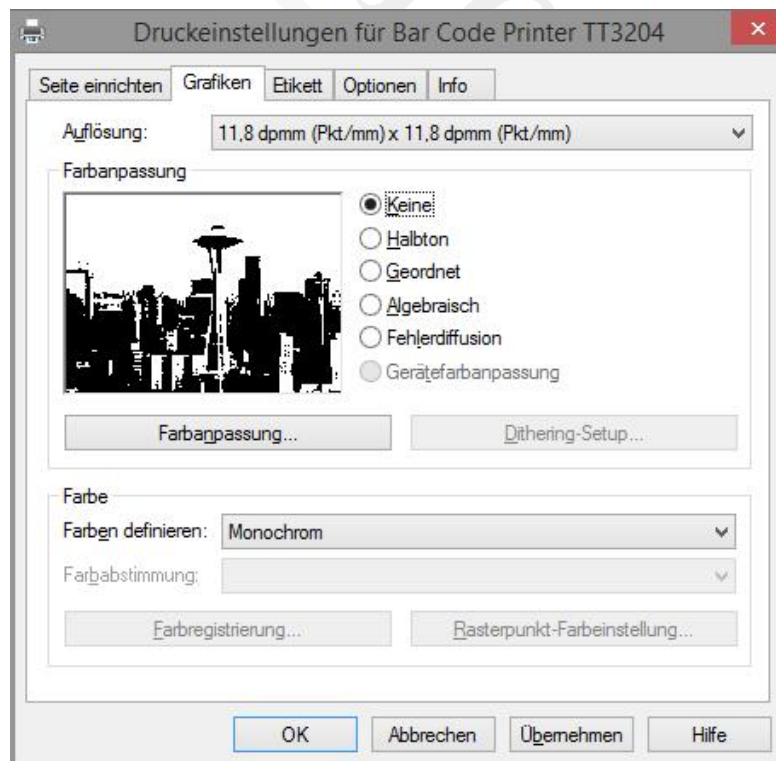 Druckeinstellungen für Bar Code Printer TT3204
Seite einrichten Grafiken Etikett Optionen Info
Auflösung: 11,8 dpmm (Pkt/mm) x 11,8 dpmm (Pkt/mm)
Farbanpassung
Keine
Halbton
Geordnet
Algebraisch
Fehlerdiffusion
Gerätefarbanpassung
Farbanpassung... Dithering-Setup...
Farbe
Farben definieren: Monochrom
Farbabstimmung:
Farbregistrierung... Rasterpunkt-Farbeinstellung...
OK Abbrechen Übernehmen Hilfe